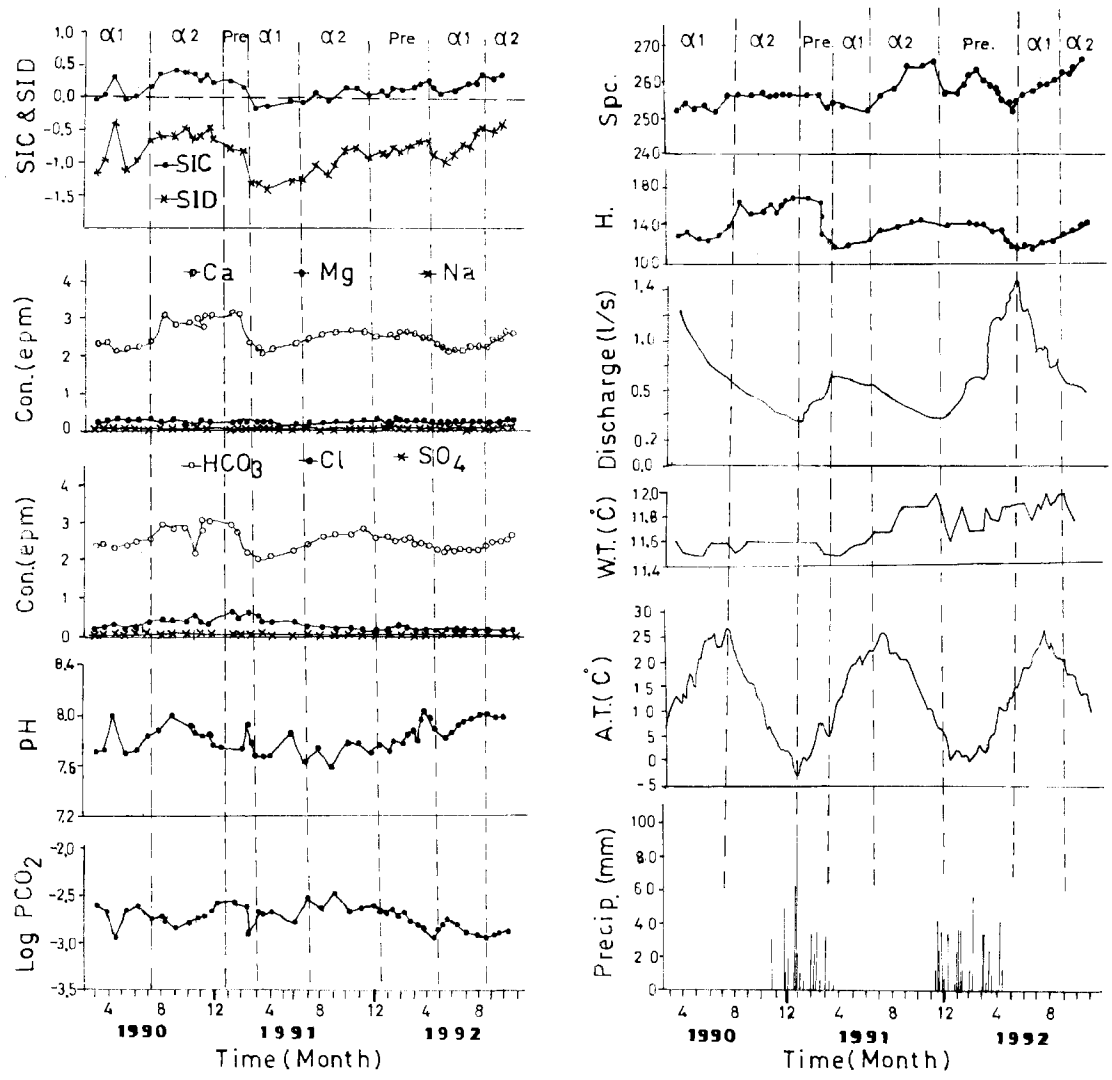 α1 α2 Pre α1 α2 Pre α1 α2
SIC & SID
1,0
0,5
0,0
-0,5
-1,0
-1,5
SIC
SID
Ca Mg Na
Con.(epm)
4
3
2
1
0
HCO3 Cl SiO4
Con(epm)
4
3
2
1
0
pH
8,4
8,0
7,6
7,2
Log PCO2
-2,0
-2,5
-3,0
-3,5
4 8 12 4 8 12 4 8
1990 1991 1992
Time(Month)
α1 α2 Pre α1 α2 Pre. α1 α2
Spc.
270
260
250
240
H.
180
140
100
Discharge(l/s)
1,4
1,0
0,5
0,2
0,0
W.T.(C°)
12,0
11,8
11,6
11,4
A.T.(C°)
30
25
20
15
10
5
0
-5
Precip.(mm)
100
80
60
40
20
0
4 8 12 4 8 12 4 8
1990 1991 1992
Time(Month)